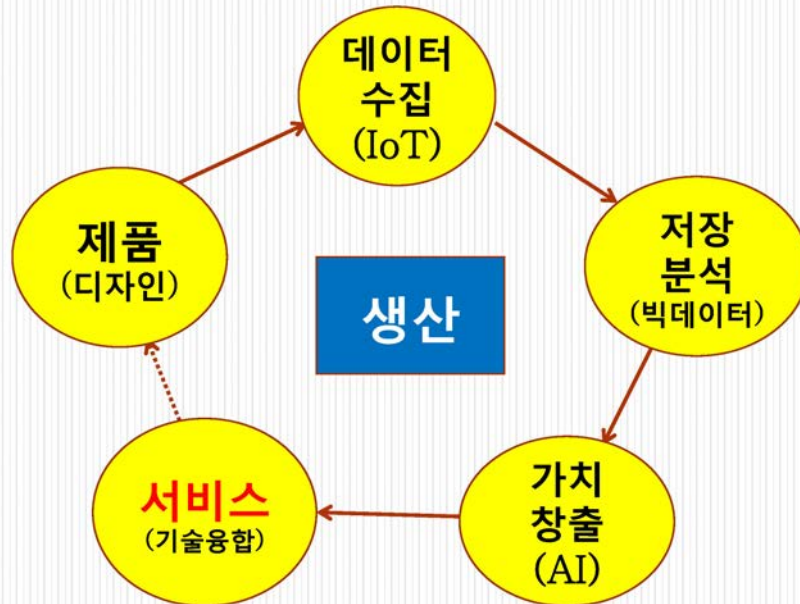 데이터
수집
(IoT)
제품
(디자인)
저장
분석
(빅데이터)
생산
서비스
(기술융합)
가치
창출
(AI)